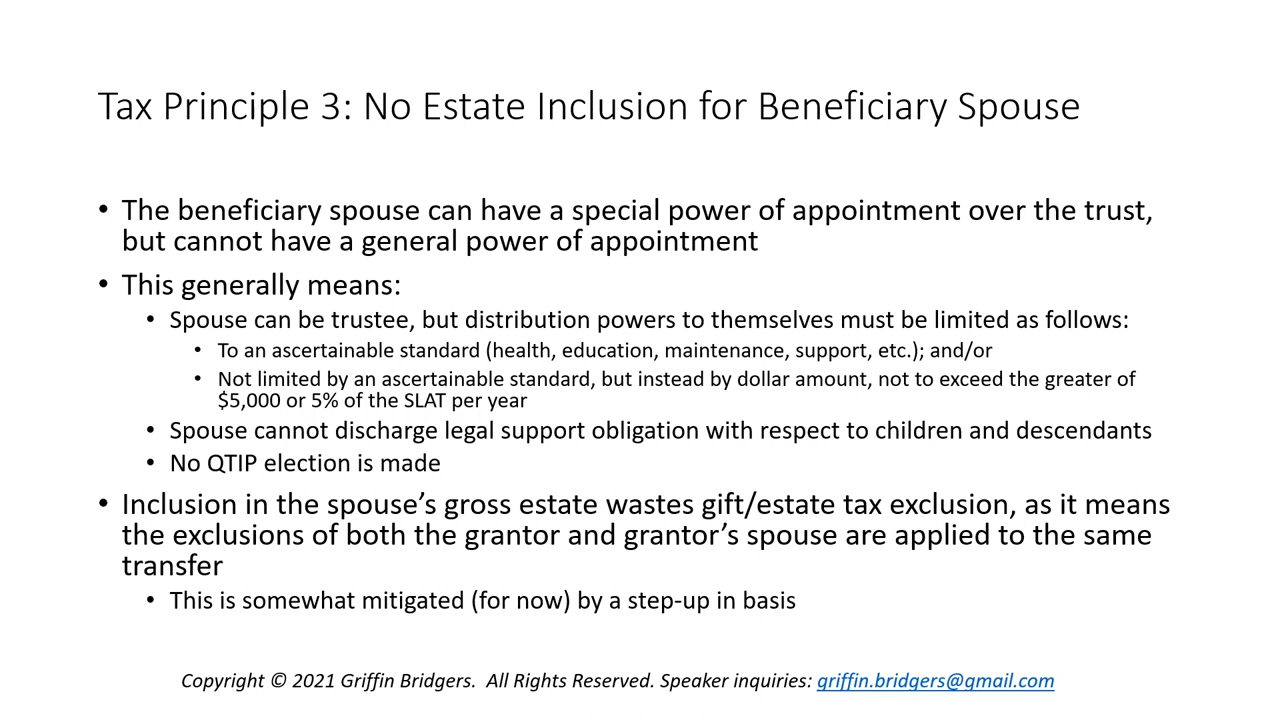 Tax Principle 3: No Estate Inclusion for Beneficiary Spouse
• The beneficiary spouse can have a special power of appointment over the trust,
but cannot have a general power of appointment
• This generally means:
• Spouse can be trustee, but distribution powers to themselves must be limited as follows:
• To an ascertainable standard (health, education, maintenance, support, etc.); and/or
• Not limited by an ascertainable standard, but instead by dollar amount, not to exceed the greater of
$5,000 or 5% of the SLAT per year
• Spouse cannot discharge legal support obligation with respect to children and descendants
• No QTIP election is made
• Inclusion in the spouse’s gross estate wastes gift/estate tax exclusion, as it means
the exclusions of both the grantor and grantor’s spouse are applied to the same
transfer
• This is somewhat mitigated (for now) by a step-up in basis
Copyright © 2021 Griffin Bridgers.  All Rights Reserved. Speaker inquiries: griffin.bridgers@gmail.com